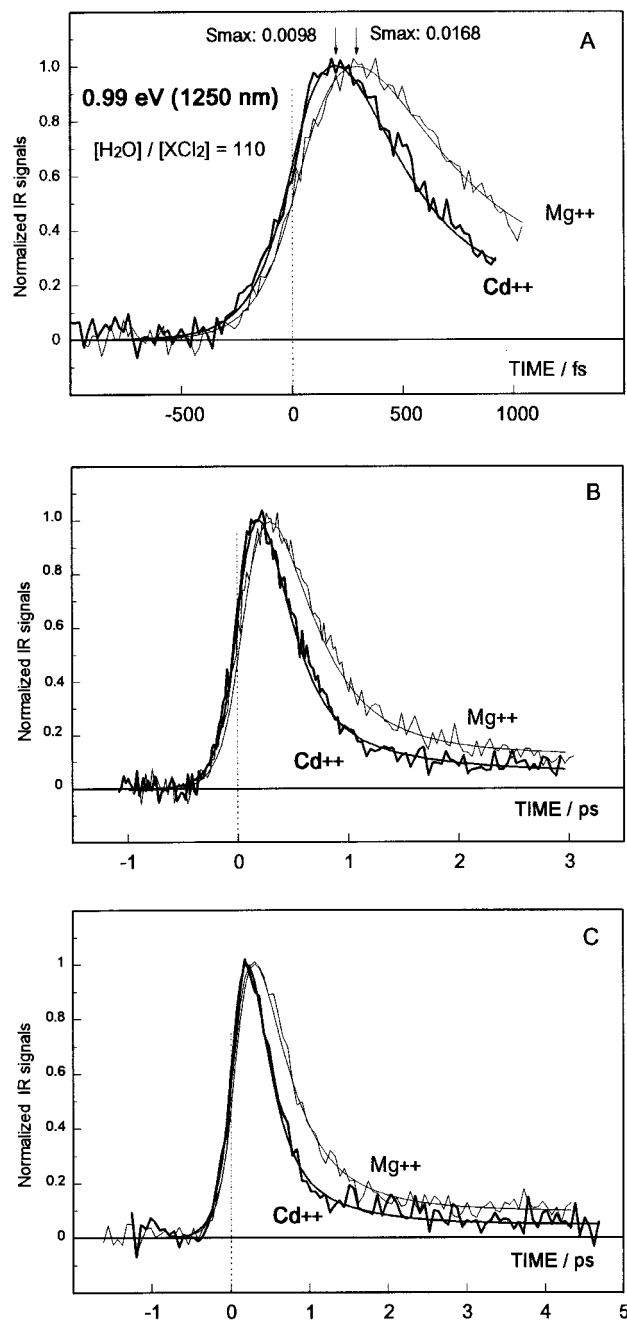 Smax: 0.0098 Smax: 0.0168
A
1.0
0.99 eV (1250 nm)
0.8
[H2O] / [XCl2] = 110
0.6
Mg++
0.4
Cd++
0.2
0
Normalized IR signals
TIME / fs
-500 0 500 1000
B
1.0
0.8
0.6
0.4
Mg++
0.2
Cd++
0
Normalized IR signals
TIME / ps
-1 0 1 2 3
C
1
0.8
0.6
0.4
Mg++
0.2
Cd++
0
Normalized IR signals
TIME / ps
-1 0 1 2 3 4 5